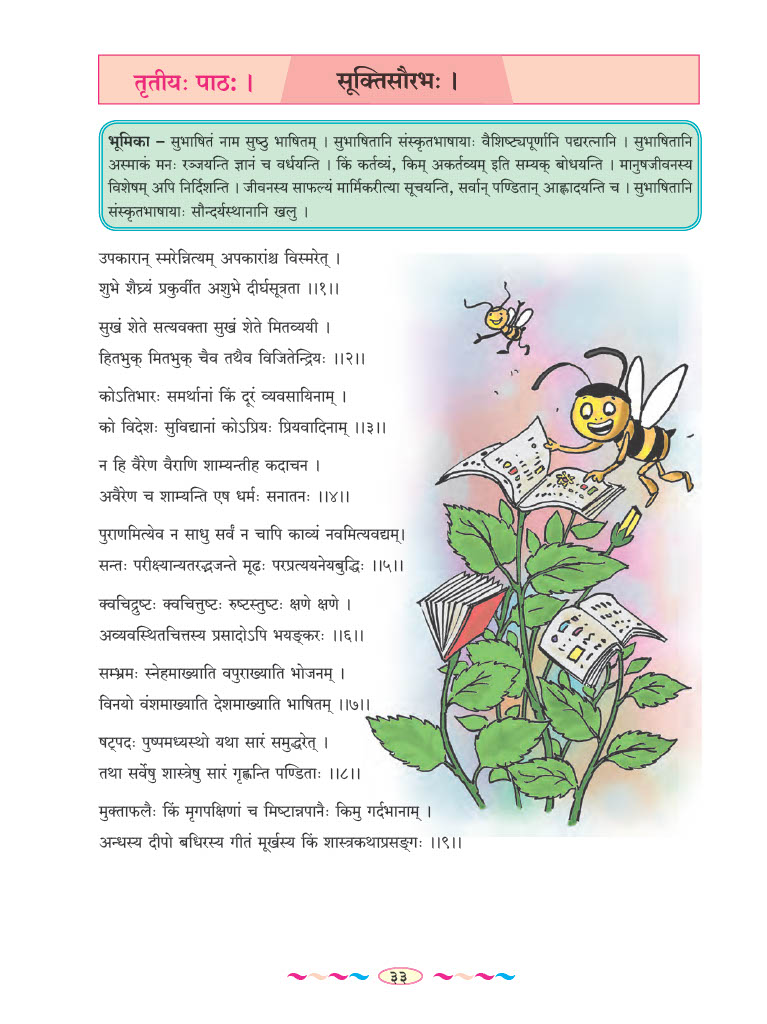 तृतीयः पाठः ।
सूक्तिसौरभः ।
भूमिका – सुभाषितं नाम सुष्ठु भाषितम् । सुभाषितानि संस्कृतभाषायाः वैशिष्ट्यपूर्णानि पद्यरत्नानि । सुभाषितानि
अस्माकं मनः रञ्जयन्ति ज्ञानं च वर्धयन्ति । किं कर्तव्यं, किम् अकर्तव्यम् इति सम्यक् बोधयन्ति । मानुषजीवनस्य
विशेषम् अपि निर्दिशन्ति । जीवनस्य साफल्यं मार्मिकरीत्या सूचयन्ति, सर्वान् पण्डितान् आह्लादयन्ति च । सुभाषितानि
संस्कृतभाषायाः सौन्दर्यस्थानानि खलु ।
उपकारान् स्मरेन्नित्यम् अपकारांश्च विस्मरेत् ।
शुभे शैघ्र्यं प्रकुर्वीत अशुभे दीर्घसूत्रता ।।१।।
सुखं शेते सत्यवक्ता सुखं शेते मितव्ययी ।
हितभुक् मितभुक् चैव तथैव विजितेन्द्रियः ।।२।।
कोऽतिभारः समर्थानां किं दूरं व्यवसायिनाम् ।
को विदेशः सुविद्यानां कोऽप्रियः प्रियवादिनाम् ।।३।।
न हि वैरेण वैराणि शाम्यन्तीह कदाचन ।
अवैरेण च शाम्यन्ति एष धर्मः सनातनः ।।४।।
पुराणमित्येव न साधु सर्वं न चापि काव्यं नवमित्यवद्यम्।
सन्तः परीक्ष्यान्यतरद्भजन्ते मूढः परप्रत्ययनेयबुद्धिः ।।५।।
क्वचिद्रुष्टः क्वचित्तुष्टः रुष्टस्तुष्टः क्षणे क्षणे ।
अव्यवस्थितचित्तस्य प्रसादोऽपि भयङ्करः ।।६।।
सम्भ्रमः स्नेहमाख्याति वपुराख्याति भोजनम् ।
विनयो वंशमाख्याति देशमाख्याति भाषितम् ।।७।।
षट्पदः पुष्पमध्यस्थो यथा सारं समुद्धरेत् ।
तथा सर्वेषु शास्त्रेषु सारं गृह्णन्ति पण्डिताः ।।८।।
मुक्ताफलैः किं मृगपक्षिणां च मिष्टान्नपानैः किमु गर्दभानाम् ।
अन्धस्य दीपो बधिरस्य गीतं मूर्खस्य किं शास्त्रकथाप्रसङ्गः ।।९।।
३३